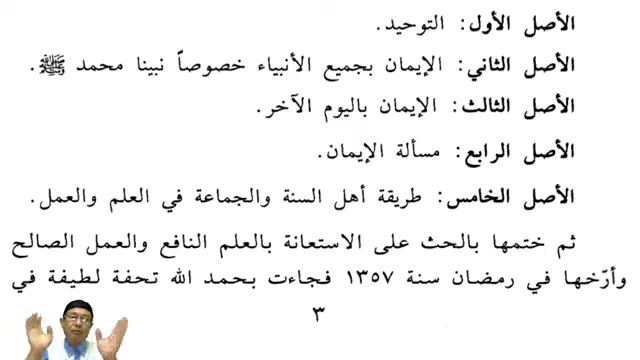 الأصل الأول: التوحيد.
الأصل الثاني: الإيمان بجميع الأنبياء خصوصاً نبينا محمد ﷺ.
الأصل الثالث: الإيمان باليوم الآخر.
الأصل الرابع: مسألة الإيمان.
الأصل الخامس: طريقة أهل السنة والجماعة في العلم والعمل.
ثم ختمها بالحث على الاستعانة بالعلم النافع والعمل الصالح
وأرّخها في رمضان سنة ١٣٥٧ فجاءت بحمد الله تحفة لطيفة في
٣